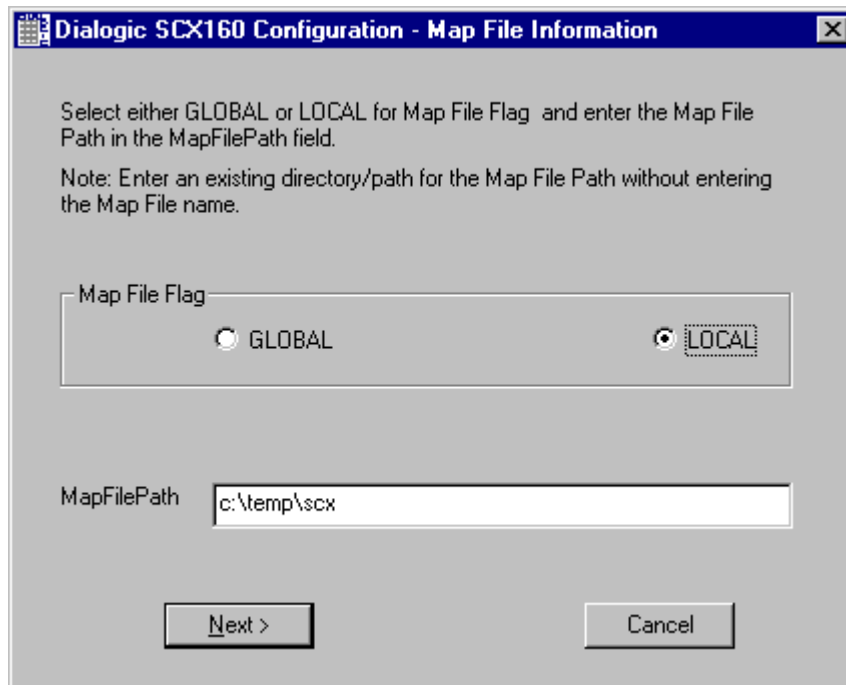 Dialogic SCX160 Configuration - Map File Information
Select either GLOBAL or LOCAL for Map File Flag and enter the Map File
Path in the MapFilePath field.
Note: Enter an existing directory/path for the Map File Path without entering
the Map File name.
Map File Flag
GLOBAL LOCAL
MapFilePath c:\temp\scx
Next > Cancel